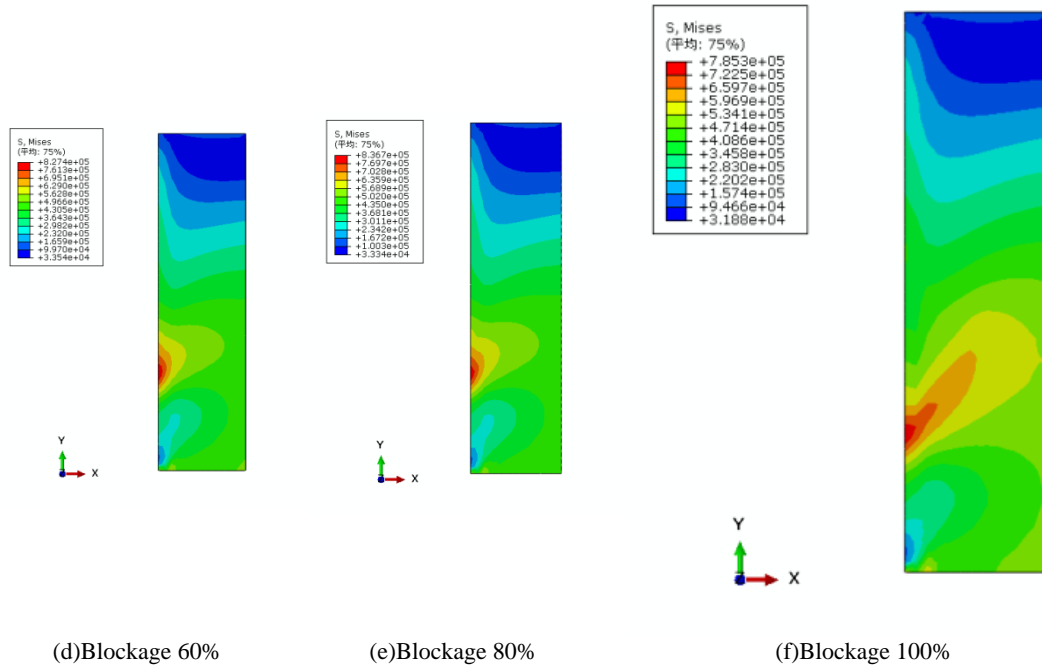 S, Mises
(平均: 75%)
+8.274e+05
+7.613e+05
+6.951e+05
+6.290e+05
+5.628e+05
+4.966e+05
+4.305e+05
+3.643e+05
+2.982e+05
+2.320e+05
+1.659e+05
+9.970e+04
+3.354e+04
Y
Z
X
(d)Blockage 60%
S, Mises
(平均: 75%)
+8.367e+05
+7.697e+05
+7.028e+05
+6.359e+05
+5.689e+05
+5.020e+05
+4.350e+05
+3.681e+05
+3.011e+05
+2.342e+05
+1.672e+05
+1.003e+05
+3.334e+04
Y
Z
X
(e)Blockage 80%
S, Mises
(平均: 75%)
+7.853e+05
+7.225e+05
+6.597e+05
+5.969e+05
+5.341e+05
+4.714e+05
+4.086e+05
+3.458e+05
+2.830e+05
+2.202e+05
+1.574e+05
+9.466e+04
+3.188e+04
Y
Z
X
(f)Blockage 100%